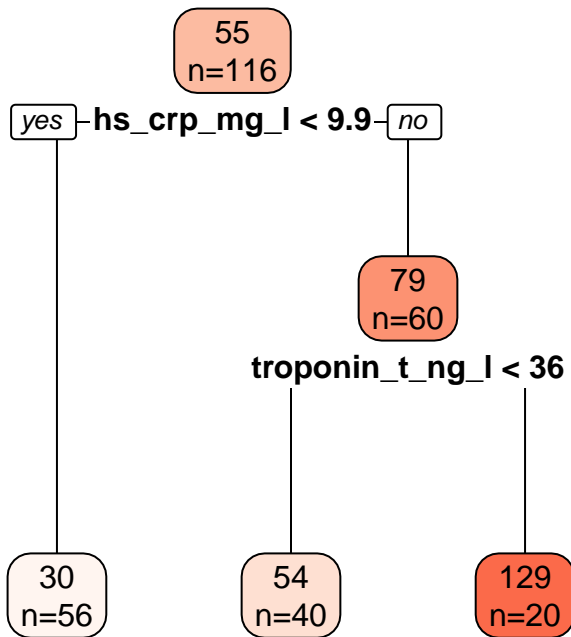 55
n=116
yes hs_crp_mg_l < 9.9 no
79
n=60
troponin_t_ng_l < 36
30
n=56
54
n=40
129
n=20